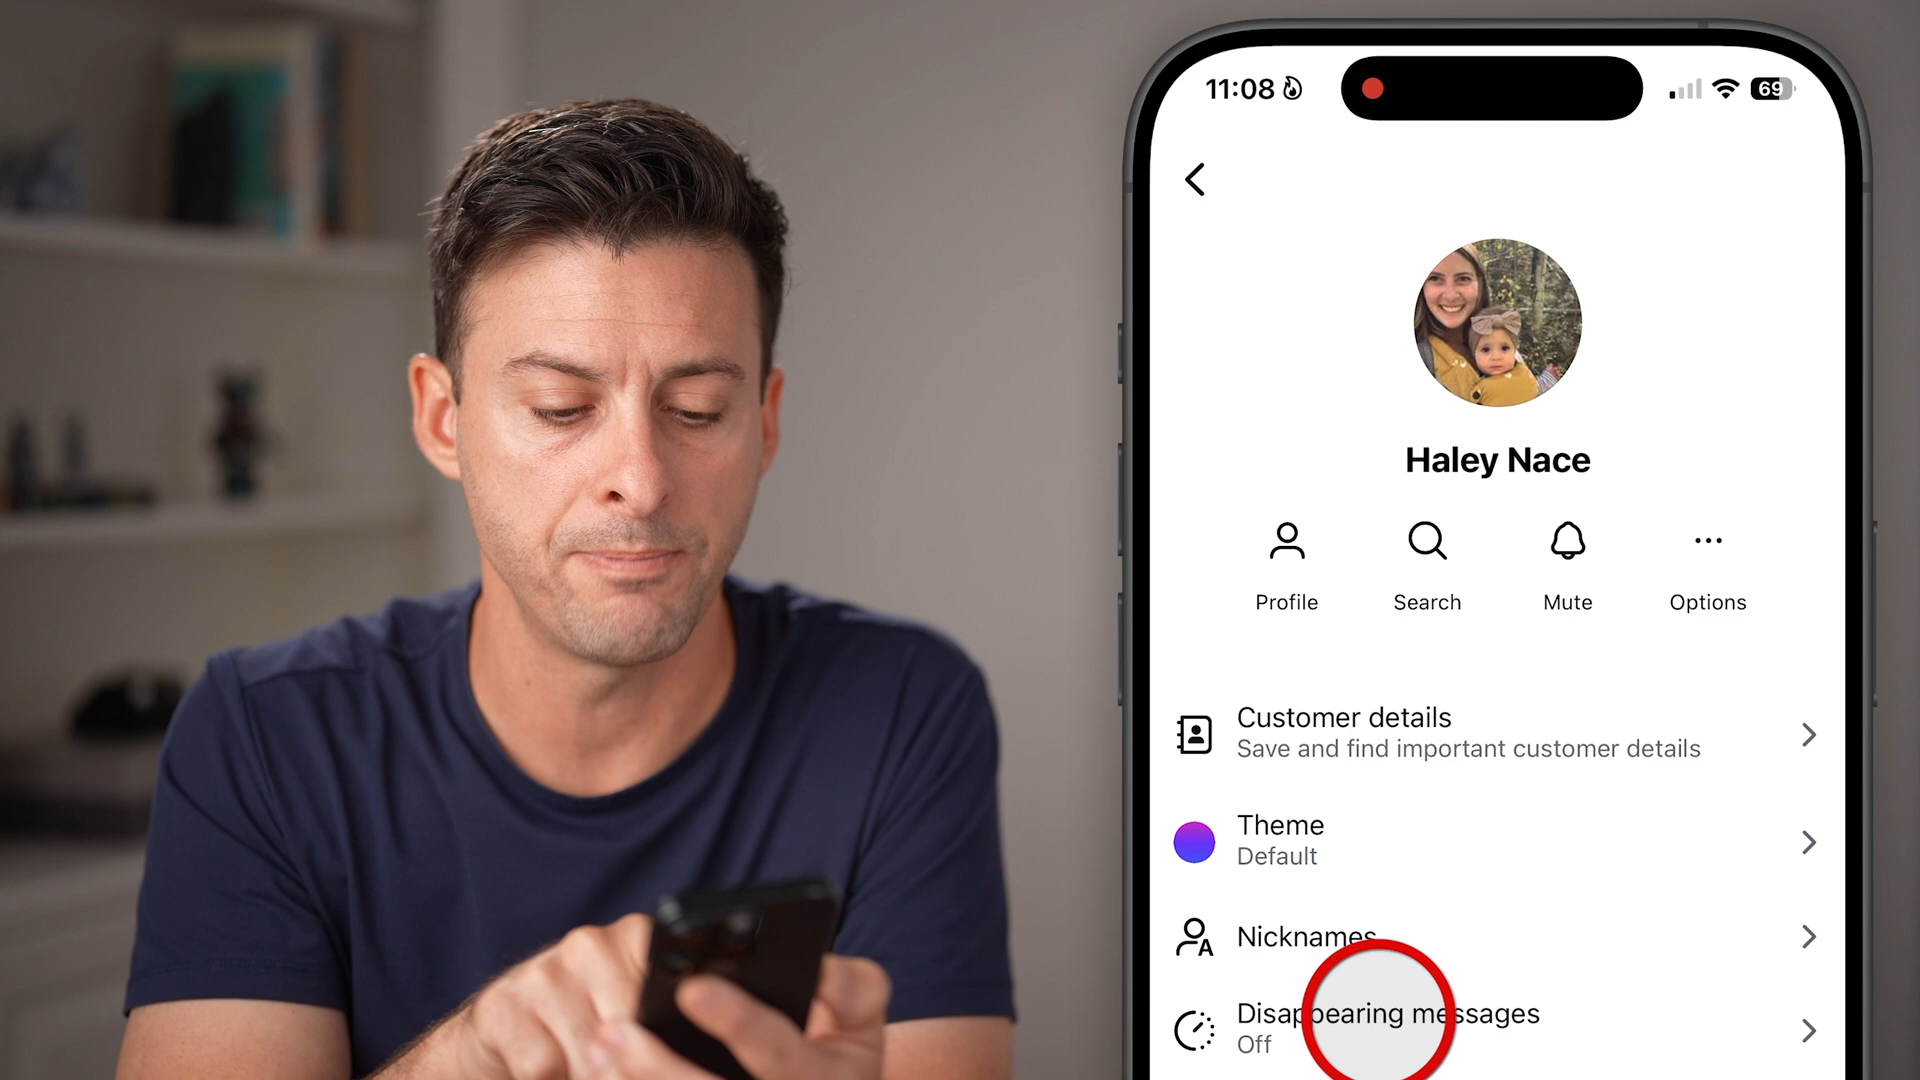 11:08
69
Haley Nace
Profile Search Mute Options
Customer details
Save and find important customer details
Theme
Default
Nicknames
Disappearing messages
Off